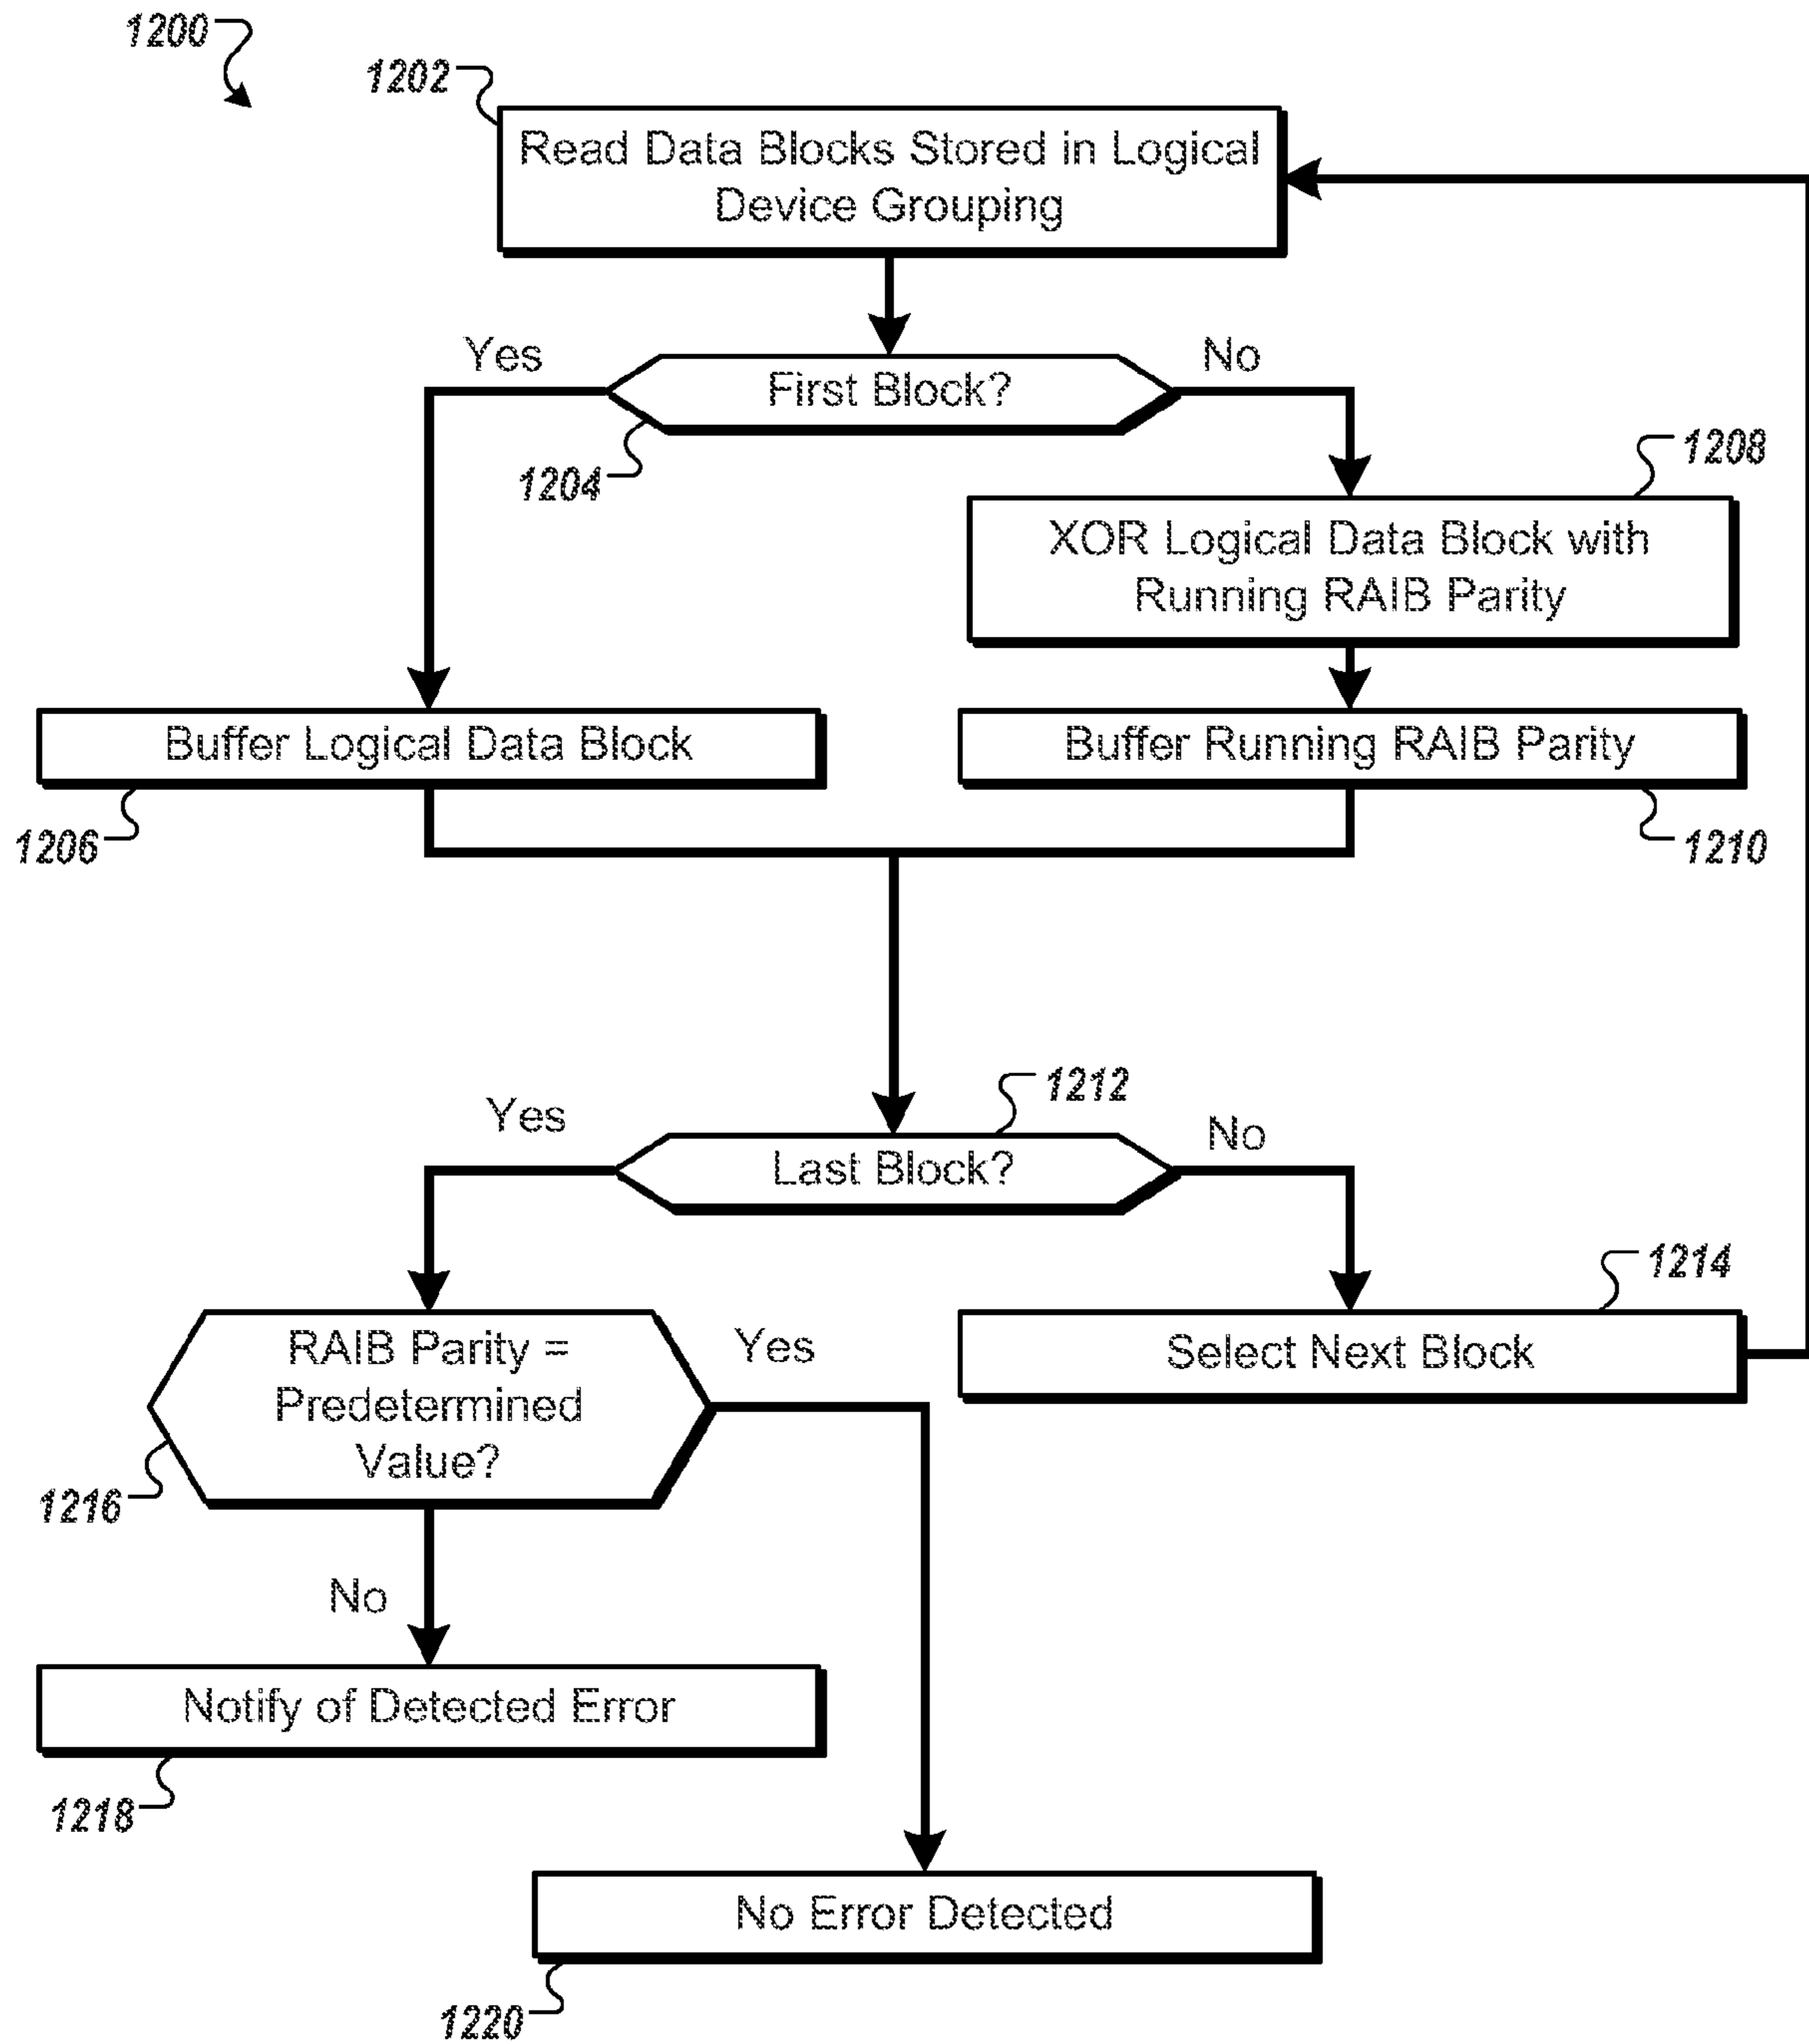 1200
1202
Read Data Blocks Stored in Logical
Device Grouping
Yes
No
First Block?
1204
1208
XOR Logical Data Block with
Running RAIB Parity
Buffer Logical Data Block
Buffer Running RAIB Parity
1206
1210
1212
Yes
No
Last Block?
1214
RAIB Parity =
Predetermined
Value?
Yes
Select Next Block
1216
No
Notify of Detected Error
1218
No Error Detected
1220